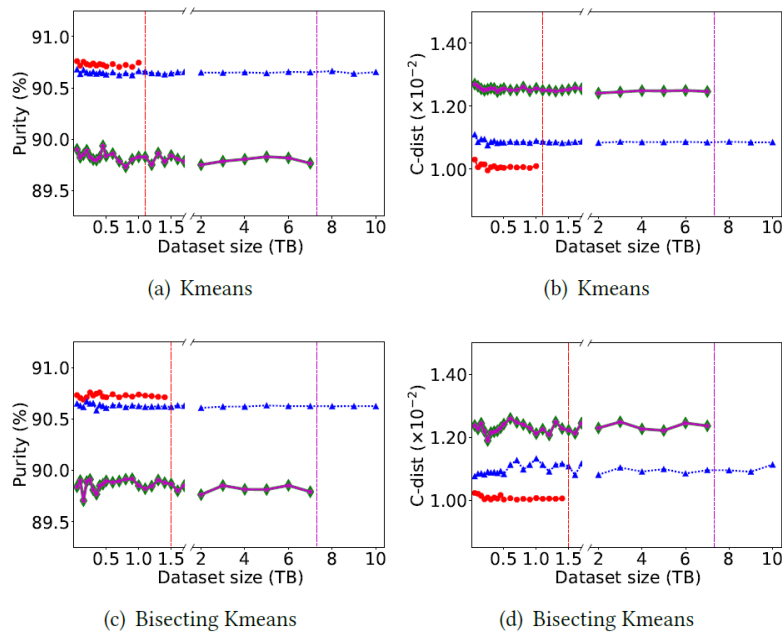 91.0
90.5
90.0
89.5
Purity (%)
0.5 1.0 1.5 2 4 6 8 10
Dataset size (TB)
(a) Kmeans
1.40
1.20
1.00
C-dist (×10⁻²)
0.5 1.0 1.5 2 4 6 8 10
Dataset size (TB)
(b) Kmeans
91.0
90.5
90.0
89.5
Purity (%)
0.5 1.0 1.5 2 4 6 8 10
Dataset size (TB)
(c) Bisecting Kmeans
1.40
1.20
1.00
C-dist (×10⁻²)
0.5 1.0 1.5 2 4 6 8 10
Dataset size (TB)
(d) Bisecting Kmeans